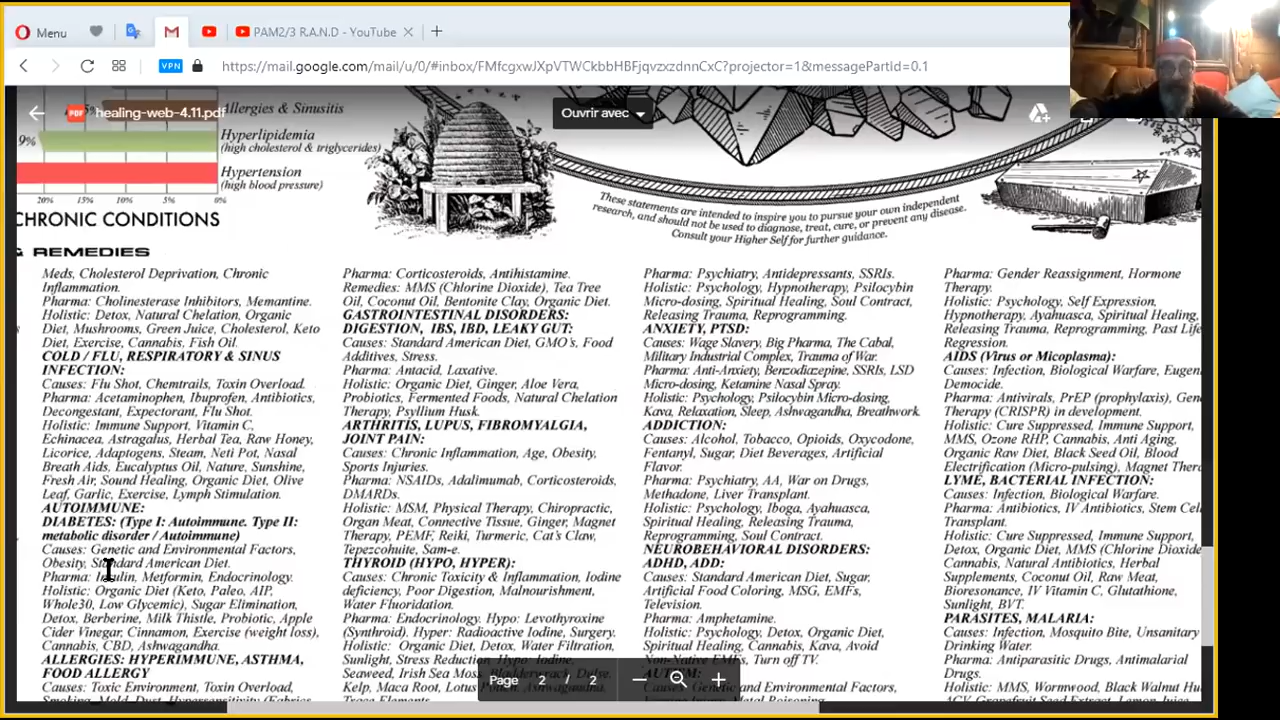 Menu
PAM2/3 R.A.N.D - YouTube
VPN
https://mail.google.com/mail/u/0/#inbox/FMfcgxwJXpVTWCkbbHBFjqvzxzdnnCxC?projector=1&messagePartId=0.1
PDF
healing-web-4.11.pdf
Ouvrir avec
Allergies & Sinusitis
9%
Hyperlipidemia
(high cholesterol & triglycerides)
Hypertension
(high blood pressure)
20% 15% 10% 5% 0%
CHRONIC CONDITIONS
These statements are intended to inspire you to pursue your own independent
research, and should not be used to diagnose, treat, cure, or prevent any disease.
Consult your Higher Self for further guidance.
& REMEDIES
Meds, Cholesterol Deprivation, Chronic
Inflammation.
Pharma: Cholinesterase Inhibitors, Memantine.
Holistic: Detox, Natural Chelation, Organic
Diet, Mushrooms, Green Juice, Cholesterol, Keto
Diet, Exercise, Cannabis, Fish Oil.
COLD / FLU, RESPIRATORY & SINUS
INFECTION:
Causes: Flu Shot, Chemtrails, Toxin Overload.
Pharma: Acetaminophen, Ibuprofen, Antibiotics,
Decongestant, Expectorant, Flu Shot.
Holistic: Immune Support, Vitamin C,
Echinacea, Astragalus, Herbal Tea, Raw Honey,
Licorice, Adaptogens, Steam, Neti Pot, Nasal
Breath Aids, Eucalyptus Oil, Nature, Sunshine,
Fresh Air, Sound Healing, Organic Diet, Olive
Leaf, Garlic, Exercise, Lymph Stimulation.
AUTOIMMUNE:
DIABETES: (Type I: Autoimmune. Type II:
metabolic disorder / Autoimmune)
Causes: Genetic and Environmental Factors,
Obesity, Standard American Diet.
Pharma: Insulin, Metformin, Endocrinology.
Holistic: Organic Diet (Keto, Paleo, AIP,
Whole30, Low Glycemic), Sugar Elimination,
Detox, Berberine, Milk Thistle, Probiotic, Apple
Cider Vinegar, Cinnamon, Exercise (weight loss),
Cannabis, CBD, Ashwagandha.
ALLERGIES: HYPERIMMUNE, ASTHMA,
FOOD ALLERGY
Causes: Toxic Environment, Toxin Overload,
Pharma: Corticosteroids, Antihistamine.
Remedies: MMS (Chlorine Dioxide), Tea Tree
Oil, Coconut Oil, Bentonite Clay, Organic Diet.
GASTROINTESTINAL DISORDERS:
DIGESTION, IBS, IBD, LEAKY GUT:
Causes: Standard American Diet, GMO's, Food
Additives, Stress.
Pharma: Antacid, Laxative.
Holistic: Organic Diet, Ginger, Aloe Vera,
Probiotics, Fermented Foods, Natural Chelation
Therapy, Psyllium Husk.
ARTHRITIS, LUPUS, FIBROMYALGIA,
JOINT PAIN:
Causes: Chronic Inflammation, Age, Obesity,
Sports Injuries.
Pharma: NSAIDs, Adalimumab, Corticosteroids,
DMARDs.
Holistic: MSM, Physical Therapy, Chiropractic,
Organ Meat, Connective Tissue, Ginger, Magnet
Therapy, PEMF, Reiki, Turmeric, Cat's Claw,
Tepezcohuite, Sam-e.
THYROID (HYPO, HYPER):
Causes: Chronic Toxicity & Inflammation, Iodine
deficiency, Poor Digestion, Malnourishment,
Water Fluoridation.
Pharma: Endocrinology. Hypo: Levothyroxine
(Synthroid). Hyper: Radioactive Iodine, Surgery.
Holistic: Organic Diet, Detox, Water Filtration,
Sunlight, Stress Reduction. Hypo: Iodine.
Seaweed, Irish Sea Moss, Bladderwrack, Dulse,
Kelp, Maca Root, Lotus Ashwagandha.
Trace Elements.
Pharma: Psychiatry, Antidepressants, SSRIs.
Holistic: Psychology, Hypnotherapy, Psilocybin
Micro-dosing, Spiritual Healing, Soul Contract,
Releasing Trauma, Reprogramming.
ANXIETY, PTSD:
Causes: Wage Slavery, Big Pharma, The Cabal,
Military Industrial Complex, Trauma of War.
Pharma: Anti-Anxiety, Benzodiazepine, SSRIs, LSD
Micro-dosing, Ketamine Nasal Spray.
Holistic: Psychology, Psilocybin Micro-dosing,
Kava, Relaxation, Sleep, Ashwagandha, Breathwork.
ADDICTION:
Causes: Alcohol, Tobacco, Opioids, Oxycodone,
Fentanyl, Sugar, Diet Beverages, Artificial
Flavor.
Pharma: Psychiatry, AA, War on Drugs,
Methadone, Liver Transplant.
Holistic: Psychology, Iboga, Ayahuasca,
Spiritual Healing, Releasing Trauma,
Reprogramming, Soul Contract.
NEUROBEHAVIORAL DISORDERS:
ADHD, ADD:
Causes: Standard American Diet, Sugar,
Artificial Food Coloring, MSG, EMFs,
Television.
Pharma: Amphetamine.
Holistic: Psychology, Detox, Organic Diet,
Spiritual Healing, Cannabis, Kava, Avoid
Non-Native EMFs, Turn off TV.
AUTISM:
Causes: Genetic and Environmental Factors,
Pharma: Gender Reassignment, Hormone
Therapy.
Holistic: Psychology, Self Expression,
Hypnotherapy, Ayahuasca, Spiritual Healing,
Releasing Trauma, Reprogramming, Past Life
Regression.
AIDS (Virus or Micoplasma):
Causes: Infection, Biological Warfare, Eugen
Democide.
Pharma: Antivirals, PrEP (prophylaxis), Gen
Therapy (CRISPR) in development.
Holistic: Cure Suppressed, Immune Support,
MMS, Ozone RHP, Cannabis, Anti Aging,
Organic Raw Diet, Black Seed Oil, Blood
Electrification (Micro-pulsing), Magnet Thera
LYME, BACTERIAL INFECTION:
Causes: Infection, Biological Warfare.
Pharma: Antibiotics, IV Antibiotics, Stem C
Transplant.
Holistic: Cure Suppressed, Immune Support,
Detox, Organic Diet, MMS (Chlorine Dioxide
Cannabis, Natural Antibiotics, Herbal
Supplements, Coconut Oil, Raw Meat,
Bioresonance, IV Vitamin C, Glutathione,
Sunlight, BVT.
PARASITES, MALARIA:
Causes: Infection, Mosquito Bite, Unsanitary
Drinking Water.
Pharma: Antiparasitic Drugs, Antimalarial
Drugs.
Holistic: MMS, Wormwood, Black Walnut Hu
Page 2 / 2